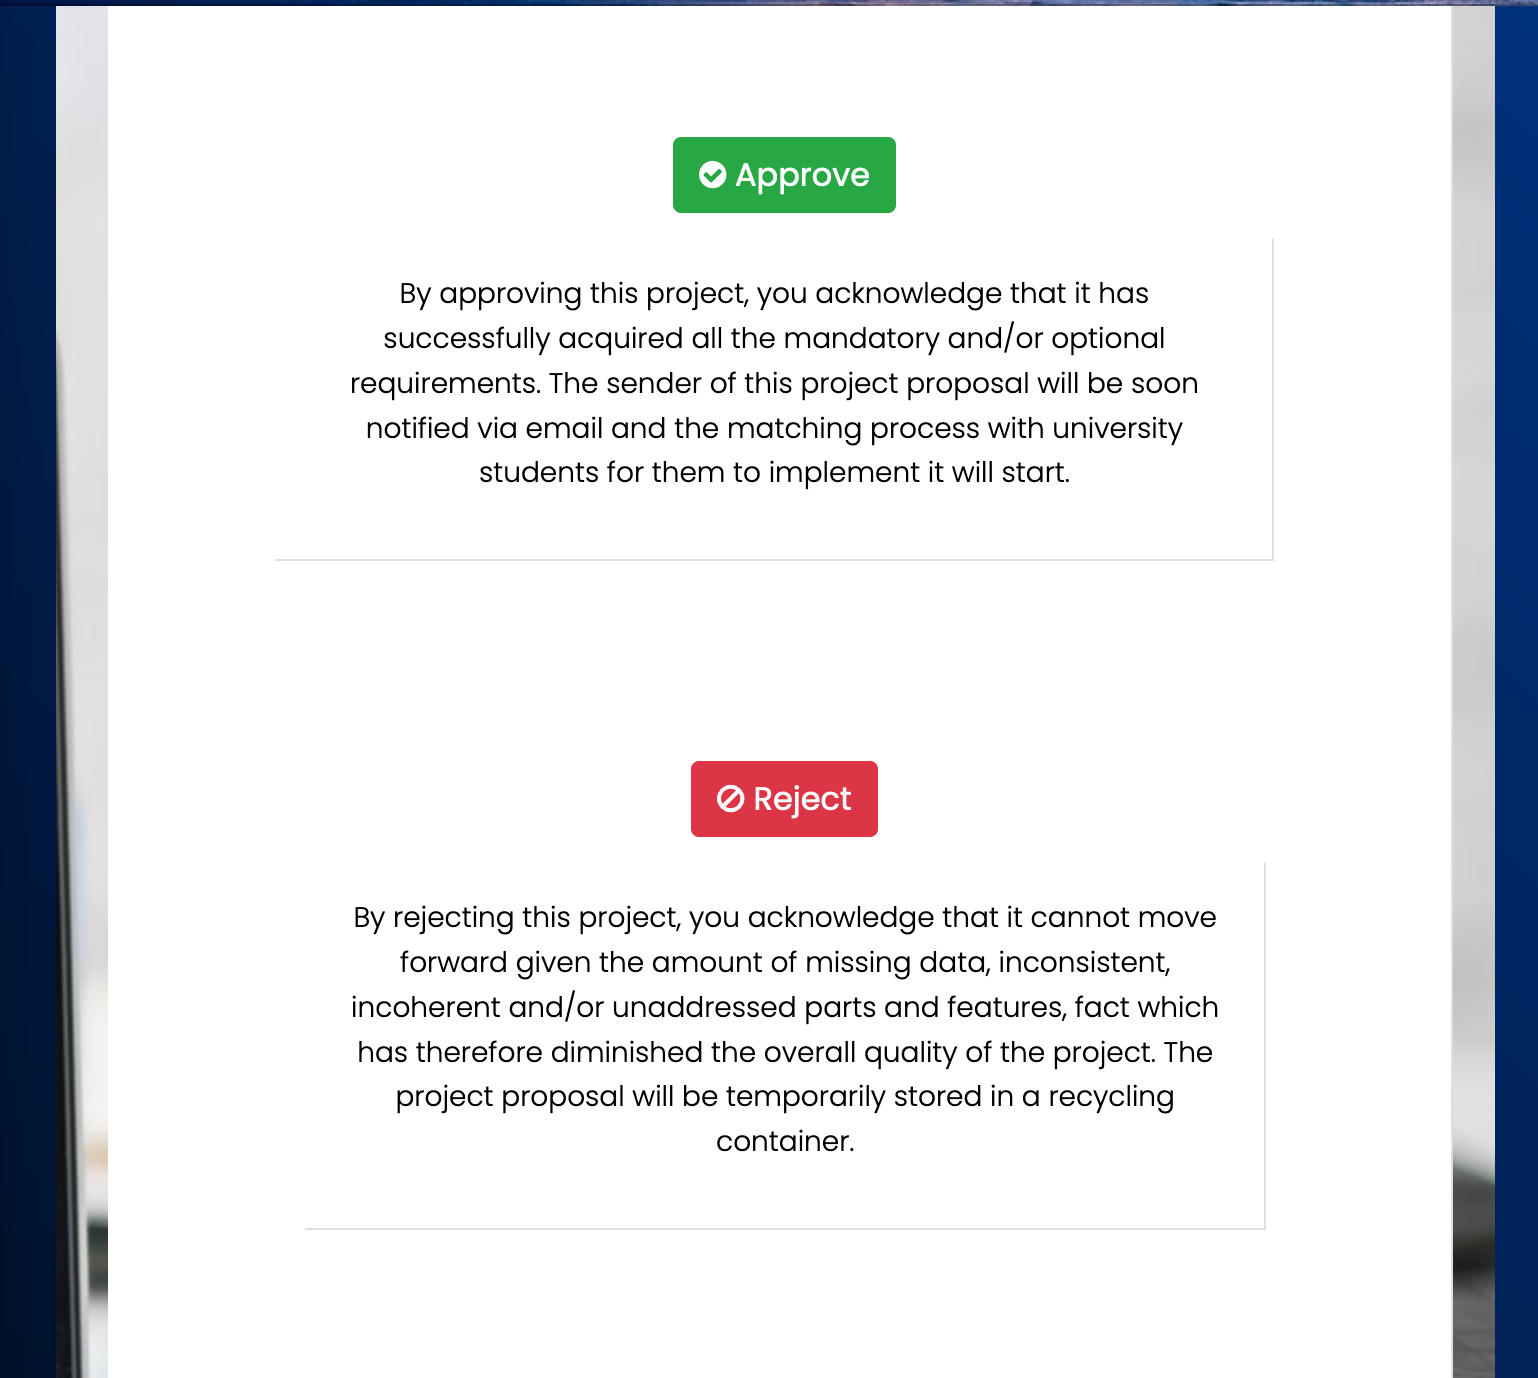 Approve
By approving this project, you acknowledge that it has
successfully acquired all the mandatory and/or optional
requirements. The sender of this project proposal will be soon
notified via email and the matching process with university
students for them to implement it will start.
Reject
By rejecting this project, you acknowledge that it cannot move
forward given the amount of missing data, inconsistent,
incoherent and/or unaddressed parts and features, fact which
has therefore diminished the overall quality of the project. The
project proposal will be temporarily stored in a recycling
container.